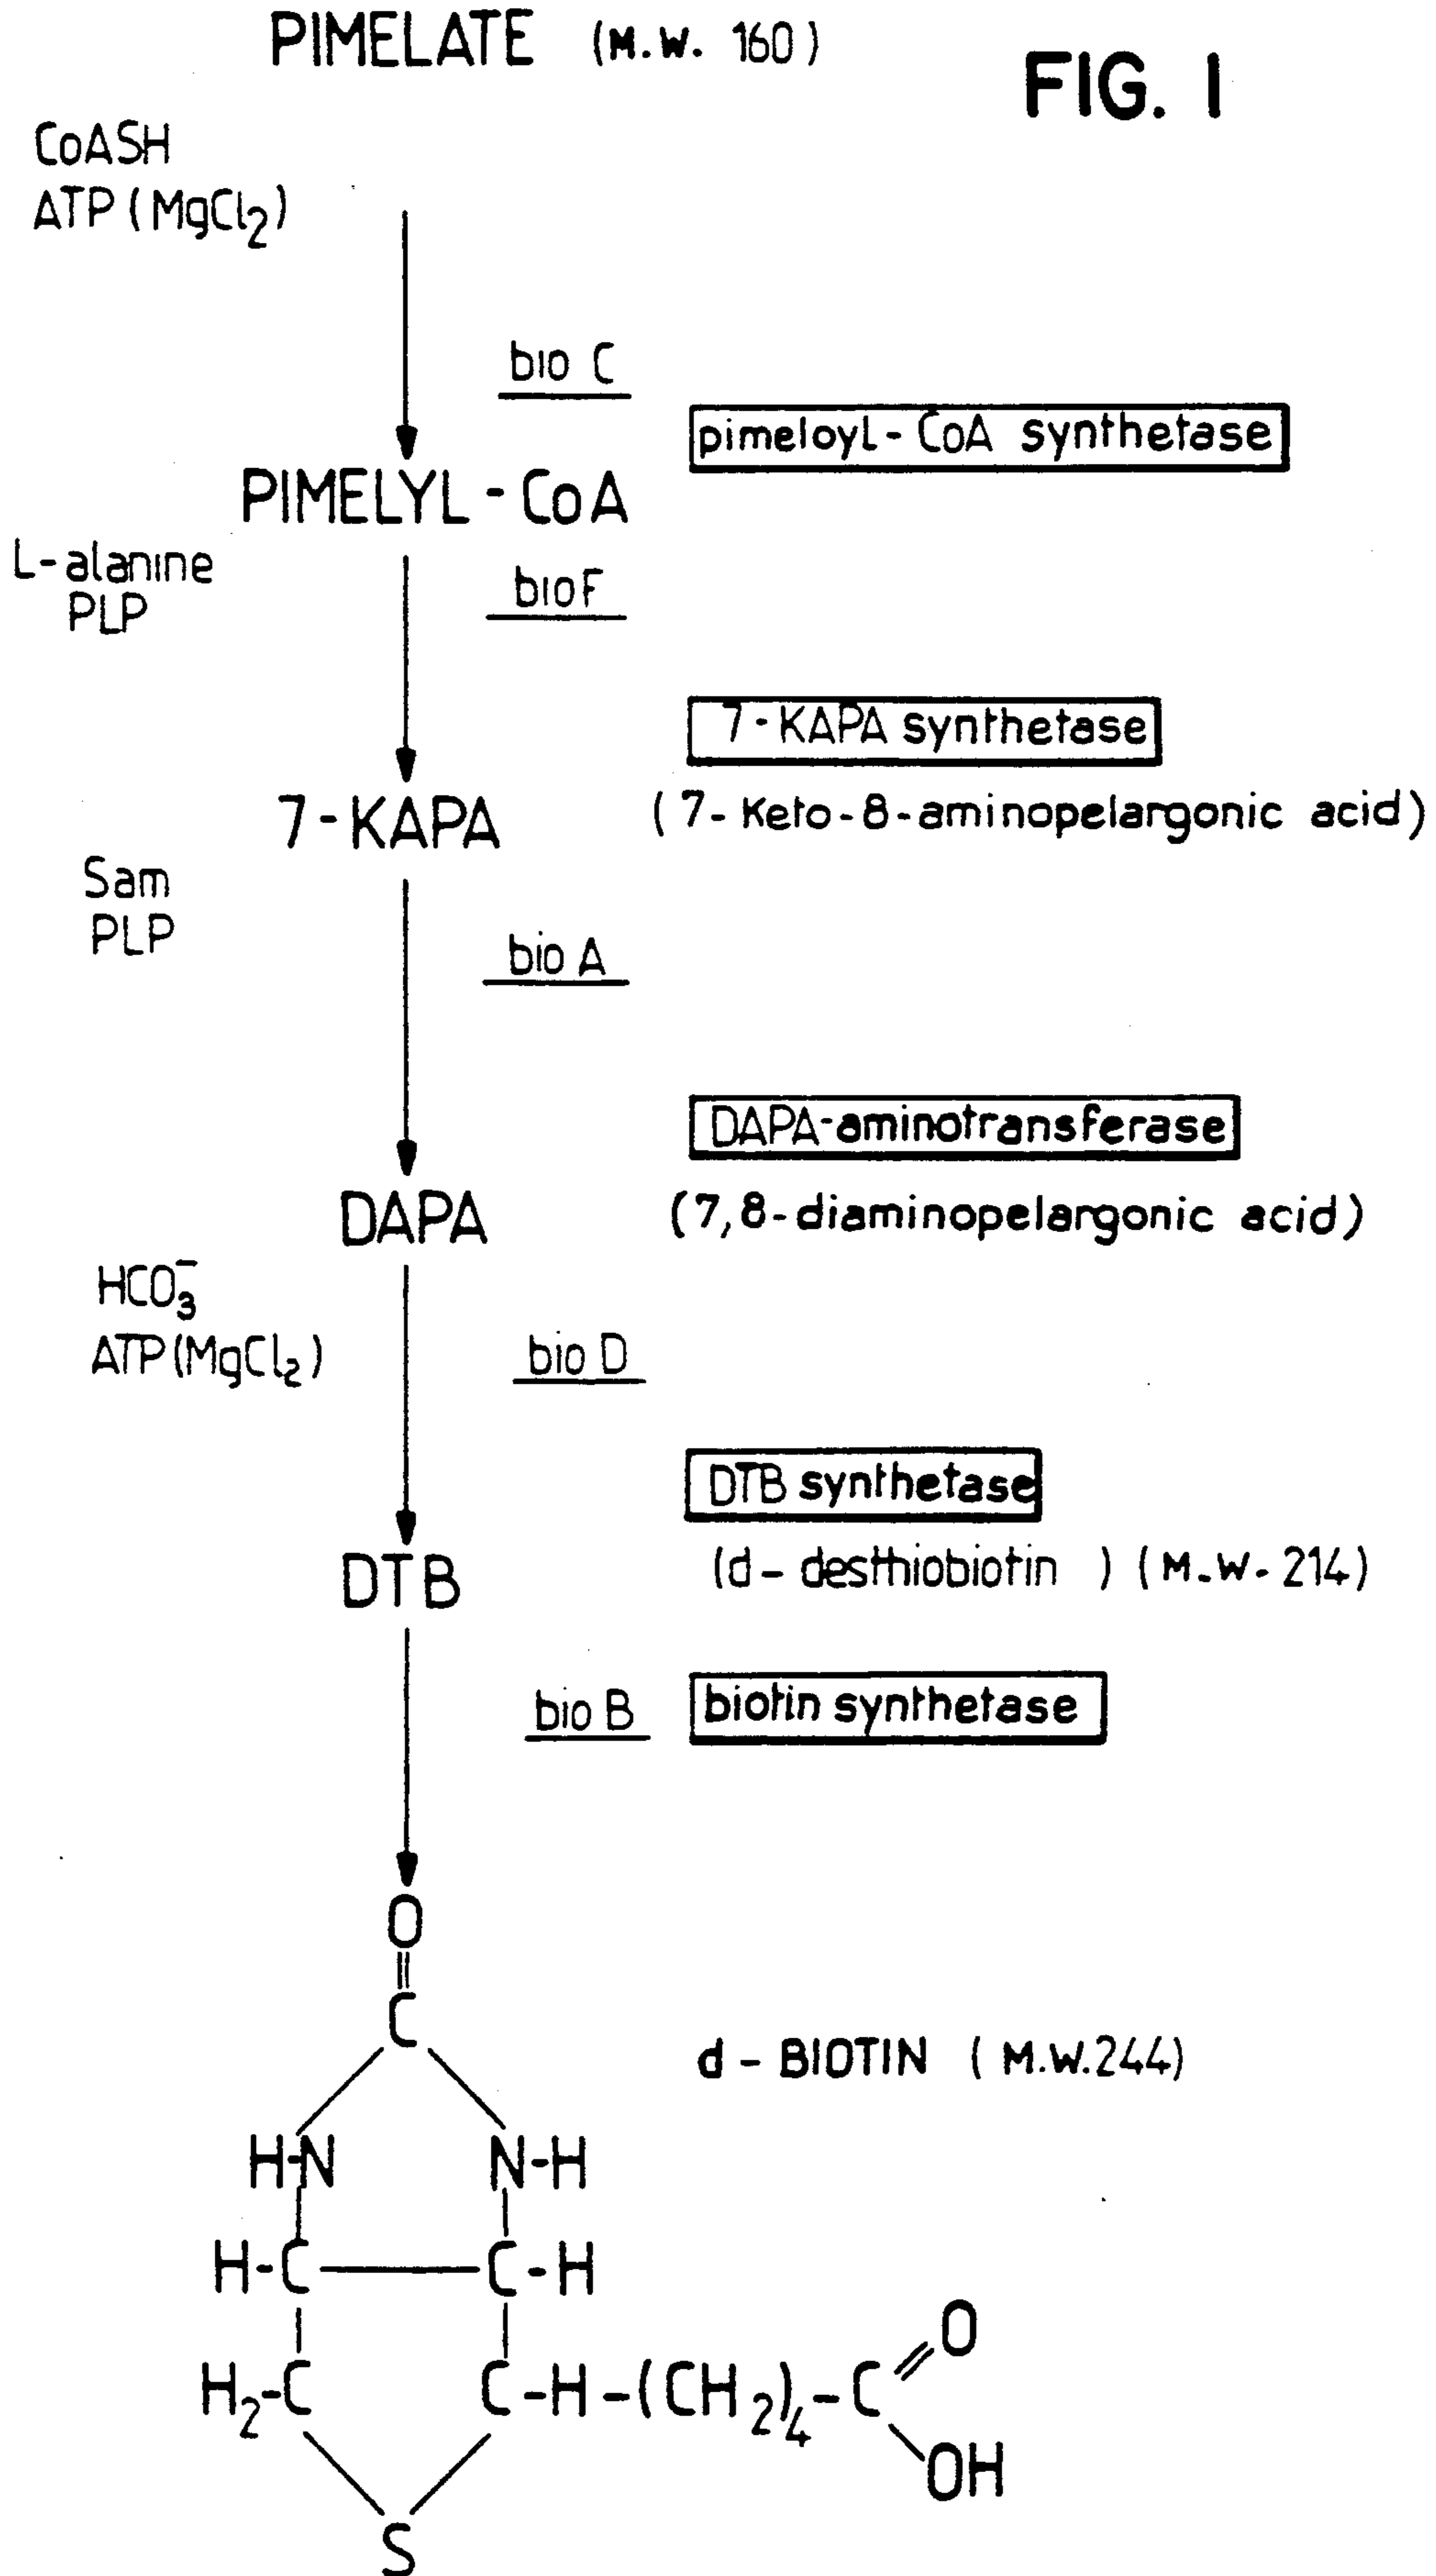 PIMELATE (M.W. 160)
FIG. 1
CoASH
ATP (MgCl2)
bio C
pimeloyl-CoA synthetase
PIMELYL-CoA
L-alanine
PLP
bioF
7-KAPA synthetase
7-KAPA
(7-Keto-8-aminopelargonic acid)
Sam
PLP
bio A
DAPA-aminotransferase
DAPA
(7,8-diaminopelargonic acid)
HCO3-
ATP(MgCl2)
bio D
DTB synthetase
DTB
(d-desthiobiotin ) (M.W. 214)
bio B
biotin synthetase
O
C
d-BIOTIN (M.W.244)
H-N N-H
H-C C-H
O
H2-C C-H-(CH2)4-C
OH
S